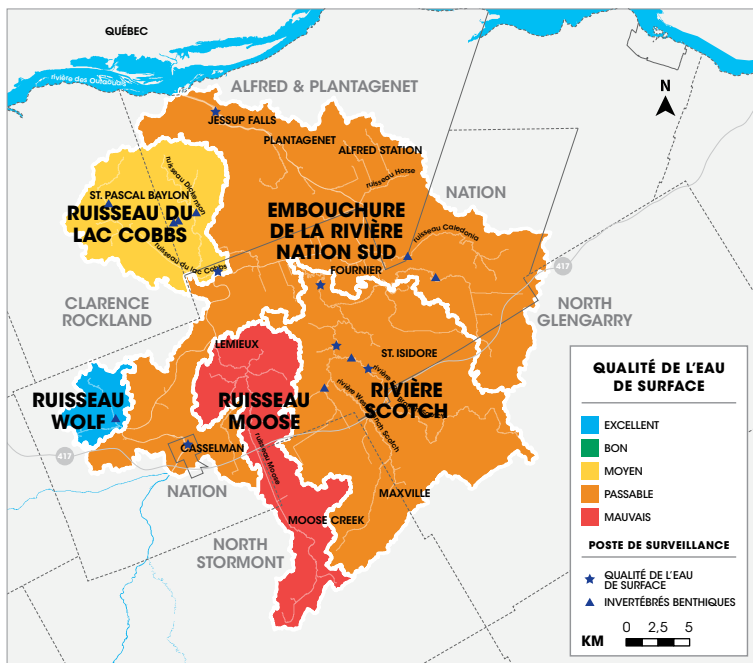 QUÉBEC
rivière des Outaouais
ALFRED & PLANTAGENET
N
JESSUP FALLS
PLANTAGENET
ALFRED STATION
ruisseau Horse
NATION
ST. PASCAL BAYLON
ruisseau Dickenson
RUISSEAU DU
LAC COBBS
ruisseau du lac Cobbs
EMBOUCHURE
DE LA RIVIÈRE
NATION SUD
ruisseau Caledonia
FOURNIER
417
CLARENCE
ROCKLAND
NORTH
GLENGARRY
LEMIEUX
ST. ISIDORE
RUISSEAU
WOLF
RUISSEAU
MOOSE
RIVIÈRE
SCOTCH
417
CASSELMAN
ruisseau Moose
NATION
MAXVILLE
MOOSE CREEK
NORTH
STORMONT
QUALITÉ DE L'EAU
DE SURFACE
EXCELLENT
BON
MOYEN
PASSABLE
MAUVAIS
POSTE DE SURVEILLANCE
QUALITÉ DE L'EAU
DE SURFACE
INVERTÉBRÉS BENTHIQUES
KM 0 2,5 5